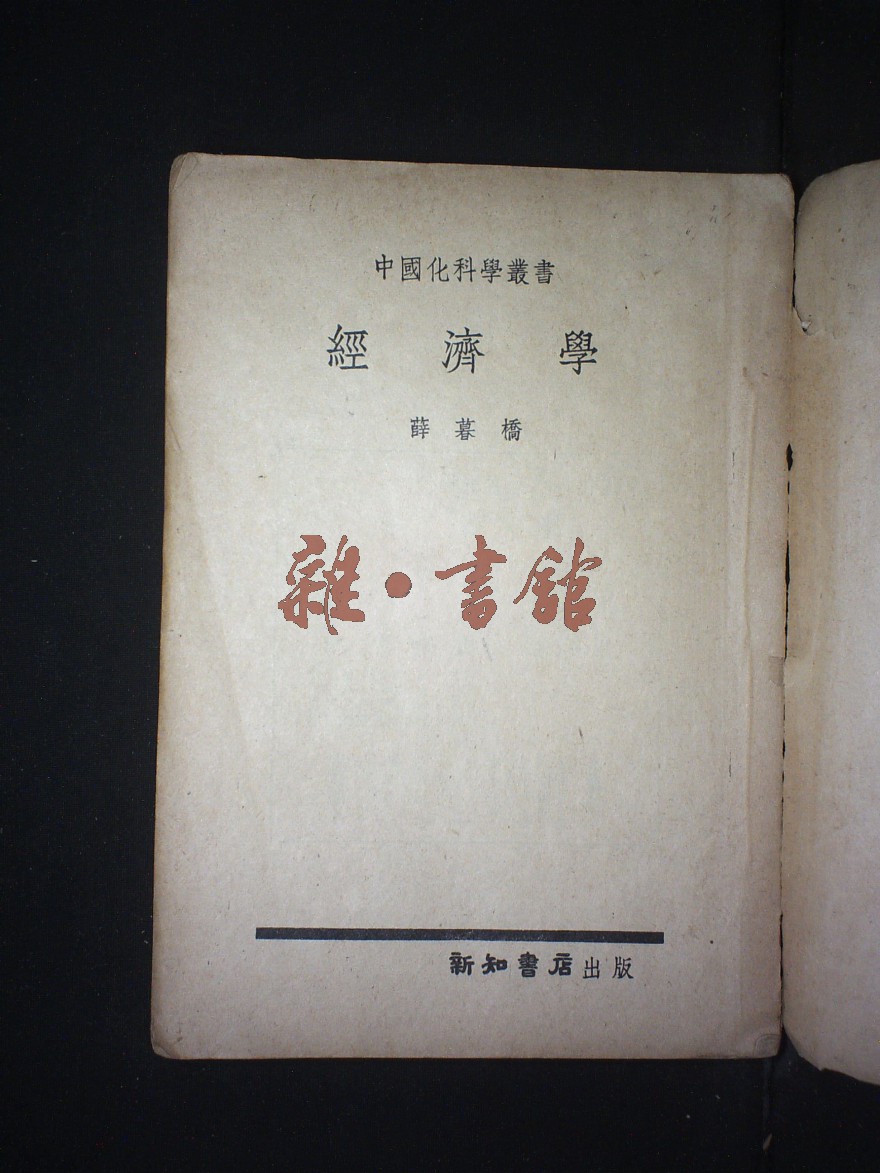 中國化科學叢書
經濟學
薛暮橋
雜·書館
新知書店出版